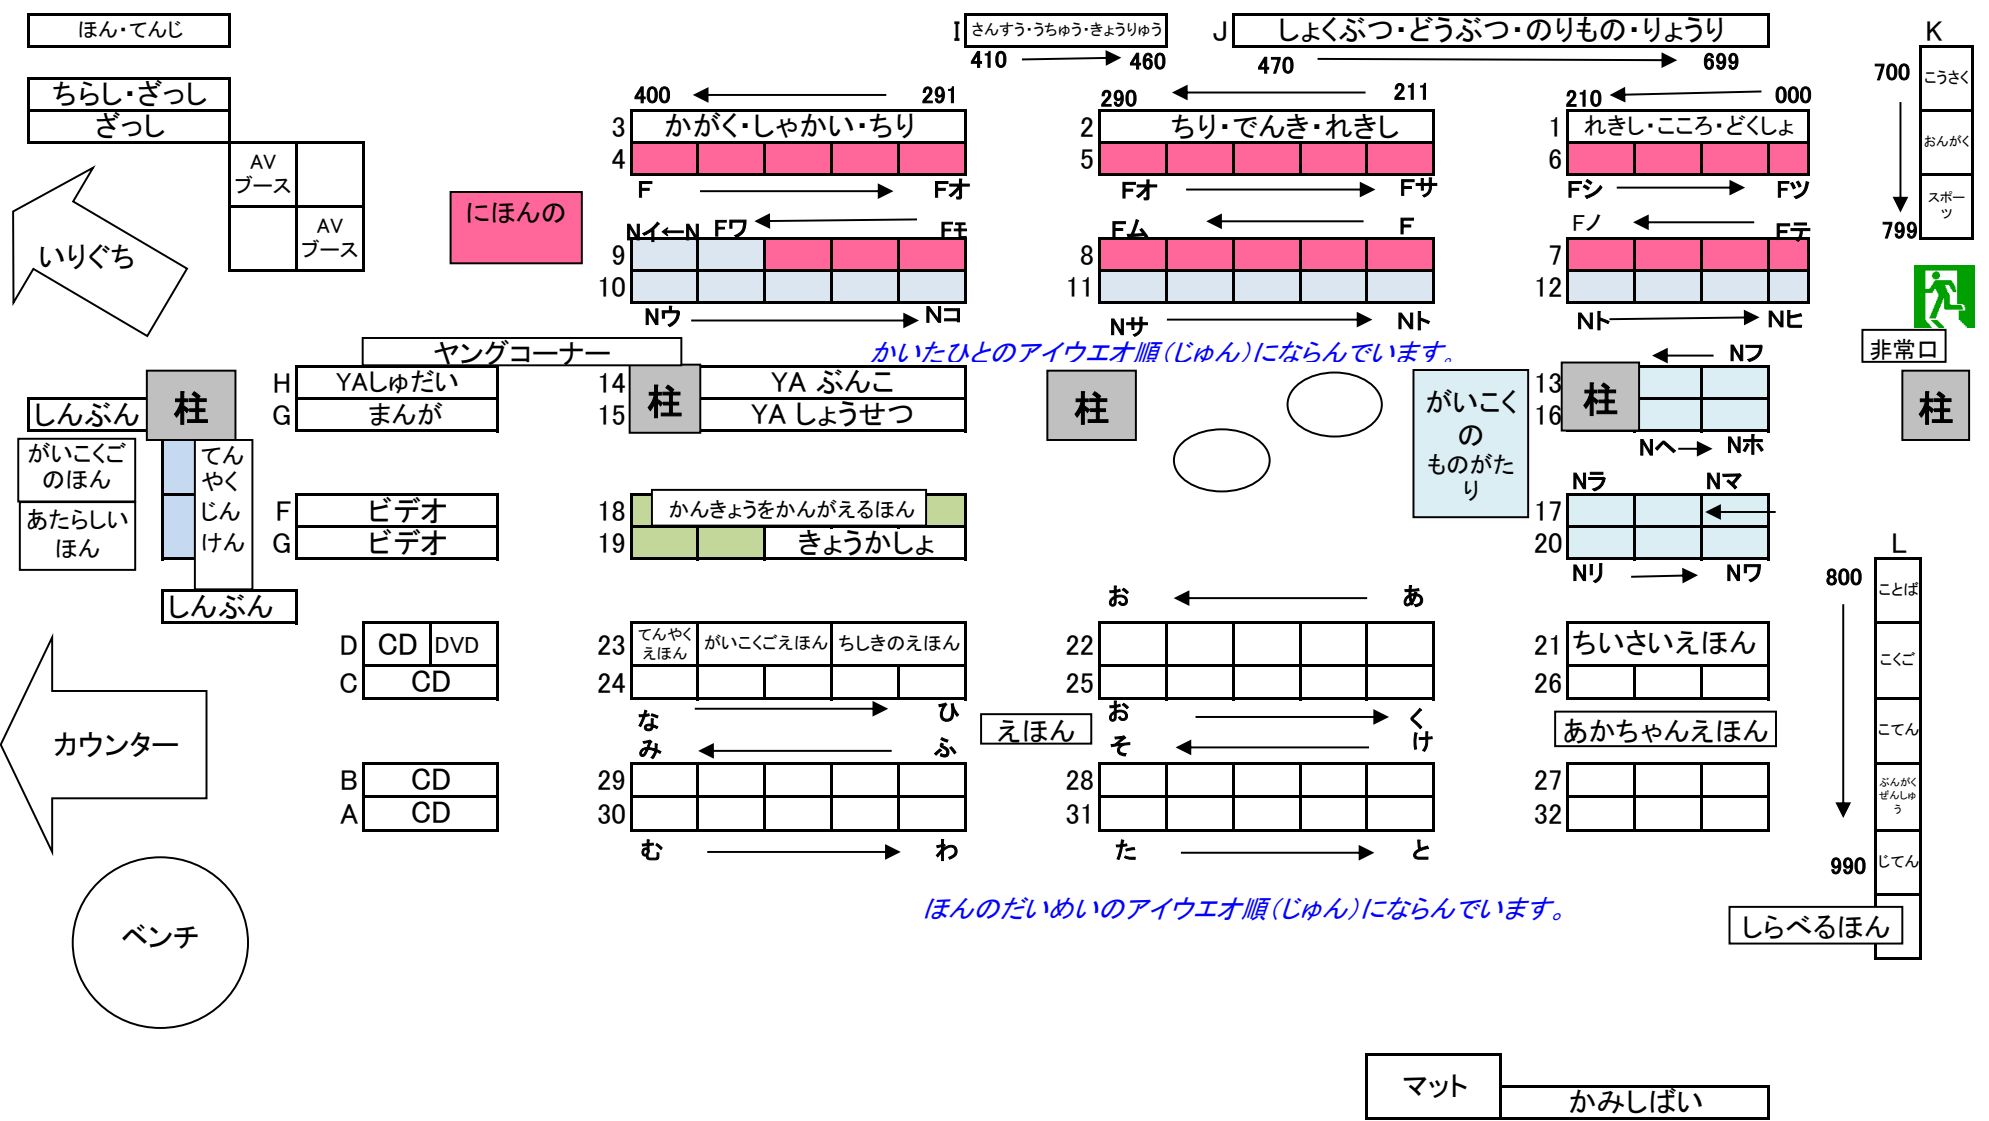 ほん・てんじ
I
さんすう・うちゅう・きょうりゅう
410
460
J
しょくぶつ・どうぶつ・のりもの・りょうり
470
699
K
700
こうさく
おんがく
スポーツ
799
ちらし・ざっし
ざっし
AV
ブース
AV
ブース
いりぐち
にほんの
400
291
3
かがく・しゃかい・ちり
4
F
Fオ
290
211
2
ちり・でんき・れきし
5
Fオ
Fサ
210
000
1
れきし・こころ・どくしょ
6
Fシ
Fツ
Nイ←N
Fワ
Fモ
9
10
Nウ
Nコ
Fム
F
8
11
Nサ
Nト
Fノ
Fテ
7
12
Nト
Nヒ
非常口
ヤングコーナー
かいたひとのアイウエオ順(じゅん)にならんでいます。
しんぶん
柱
H
YAしゅだい
G
まんが
14
15
柱
YA ぶんこ
YA しょうせつ
柱
がいこく
の
ものがた
り
Nフ
13
16
柱
Nヘ
Nホ
柱
がいこくご
のほん
あたらしい
ほん
てん
やく
じん
けん
しんぶん
F
ビデオ
G
ビデオ
18
かんきょうをかんがえるほん
19
きょうかしょ
Nラ
Nマ
17
20
Nリ
Nワ
L
800
ことば
こくご
こてん
ぶんがく
ぜんしゅ
う
990
じてん
しらべるほん
D
CD
DVD
C
CD
23
てんやく
えほん
がいこくごえほん
ちしきのえほん
24
な
ひ
お
あ
22
25
お
く
21
ちいさいえほん
26
えほん
あかちゃんえほん
カウンター
B
CD
A
CD
み
ふ
29
30
む
わ
そ
け
28
31
た
と
27
32
ほんのだいめいのアイウエオ順(じゅん)にならんでいます。
ベンチ
マット
かみしばい